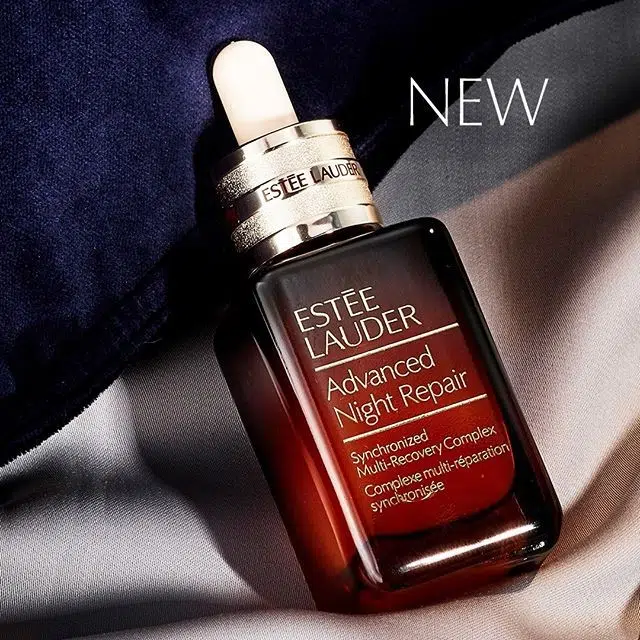 NEW
ESTĒE LAUDER
ESTĒE
LAUDER
Advanced
Night Repair
Synchronized
Multi-Recovery Complex
Complexe multi-réparation
synchronisée